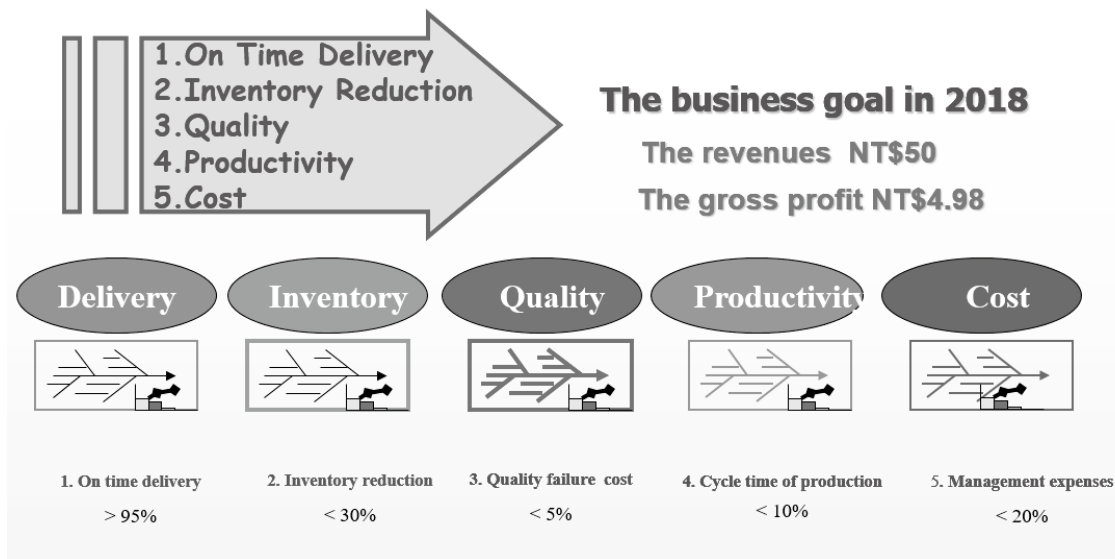 1.On Time Delivery
2.Inventory Reduction
3.Quality
4.Productivity
5.Cost
The business goal in 2018
The revenues NT$50
The gross profit NT$4.98
Delivery
Inventory
Quality
Productivity
Cost
1. On time delivery
> 95%
2. Inventory reduction
< 30%
3. Quality failure cost
< 5%
4. Cycle time of production
< 10%
5. Management expenses
< 20%